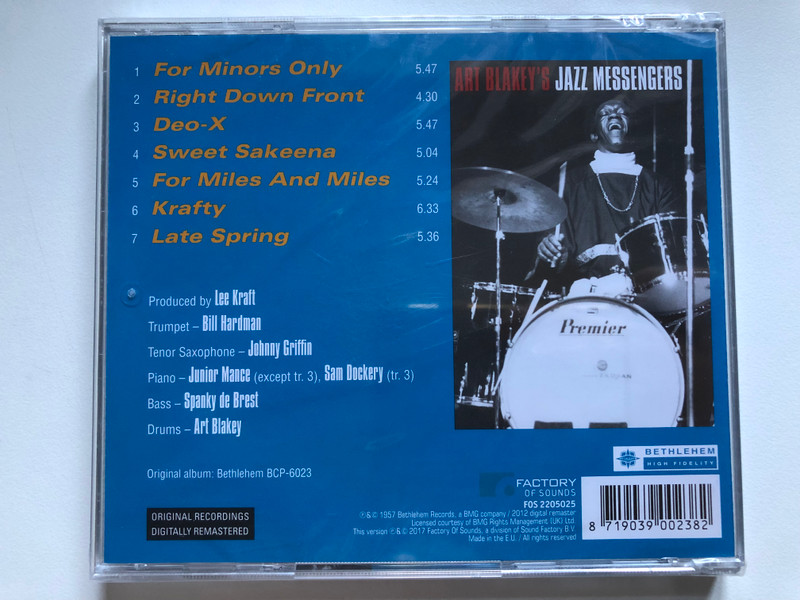 1 For Minors Only 5.47
2 Right Down Front 4.30
3 Deo-X 5.47
4 Sweet Sakeena 5.04
5 For Miles And Miles 5.24
6 Krafty 6.33
7 Late Spring 5.36
ART BLAKEY'S JAZZ MESSENGERS
Premier
Produced by Lee Kraft
Trumpet – Bill Hardman
Tenor Saxophone – Johnny Griffin
Piano – Junior Mance (except tr. 3), Sam Dockery (tr. 3)
Bass – Spanky de Brest
Drums – Art Blakey
Original album: Bethlehem BCP-6023
BETHLEHEM
HIGH FIDELITY
FACTORY
OF SOUNDS
FOS 2205025
ORIGINAL RECORDINGS
DIGITALLY REMASTERED
℗ & © 1957 Bethlehem Records, a BMG company / 2012 digital remaster
Licensed courtesy of BMG Rights Management (UK) Ltd.
This version ℗ & © 2017 Factory Of Sounds, a division of Sound Factory B.V.
Made in the E.U. / All rights reserved
8 719039 002382